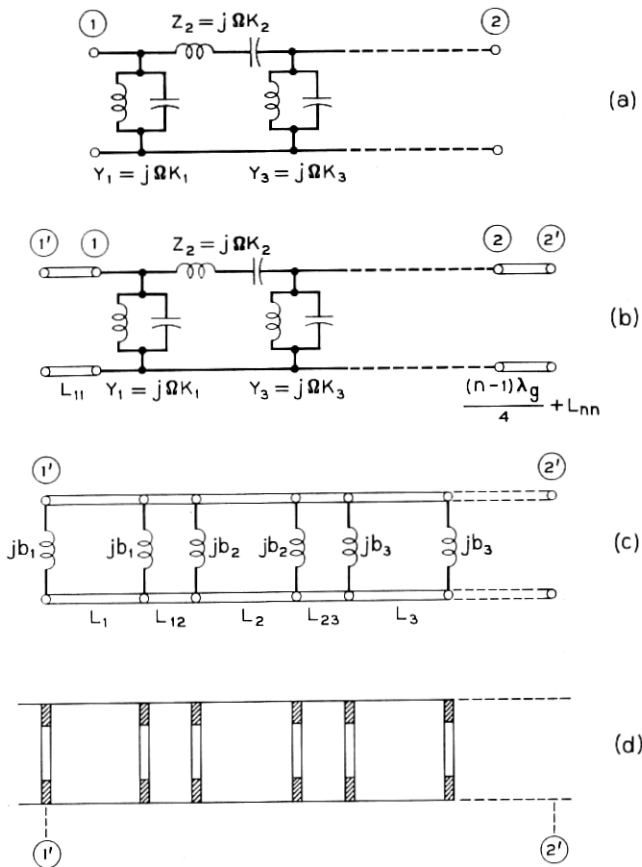 1 Z₂ = jΩK₂ 2
(a)
Y₁ = jΩK₁ Y₃ = jΩK₃
1' 1 Z₂ = jΩK₂ 2 2'
(b)
L₁₁ Y₁ = jΩK₁ Y₃ = jΩK₃ (n-1)λg/4 + Lnn
1' 2'
jb₁ jb₁ jb₂ jb₂ jb₃ jb₃ (c)
L₁ L₁₂ L₂ L₂₃ L₃
(d)
1' 2'